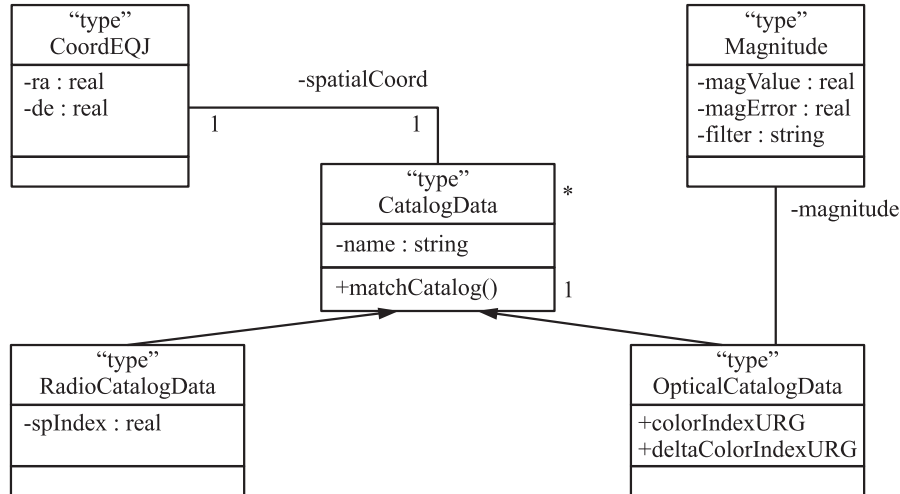 “type”
CoordEQJ
-ra : real
-de : real
“type”
Magnitude
-magValue : real
-magError : real
-filter : string
-spatialCoord
1
1
“type”
CatalogData
-name : string
+matchCatalog()
*
1
-magnitude
“type”
RadioCatalogData
-spIndex : real
“type”
OpticalCatalogData
+colorIndexURG
+deltaColorIndexURG